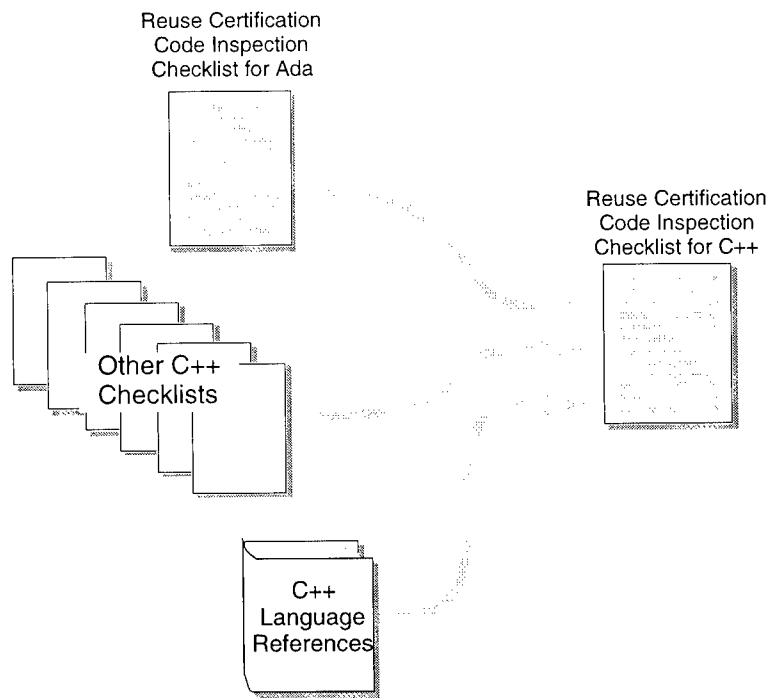 Reuse Certification
Code Inspection
Checklist for Ada
Reuse Certification
Code Inspection
Checklist for C++
Other C++
Checklists
C++
Language
References